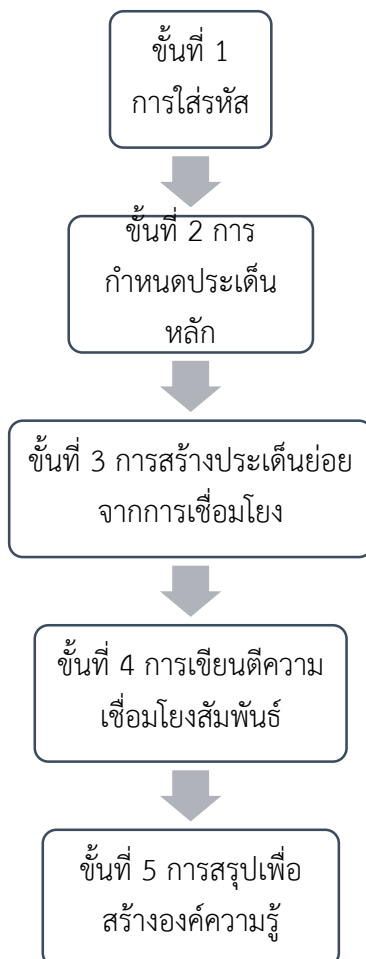 ขั้นที่ 1
การใส่รหัส
ขั้นที่ 2 การ
กำหนดประเด็น
หลัก
ขั้นที่ 3 การสร้างประเด็นย่อย
จากการเชื่อมโยง
ขั้นที่ 4 การเขียนตีความ
เชื่อมโยงสัมพันธ์
ขั้นที่ 5 การสรุปเพื่อ
สร้างองค์ความรู้